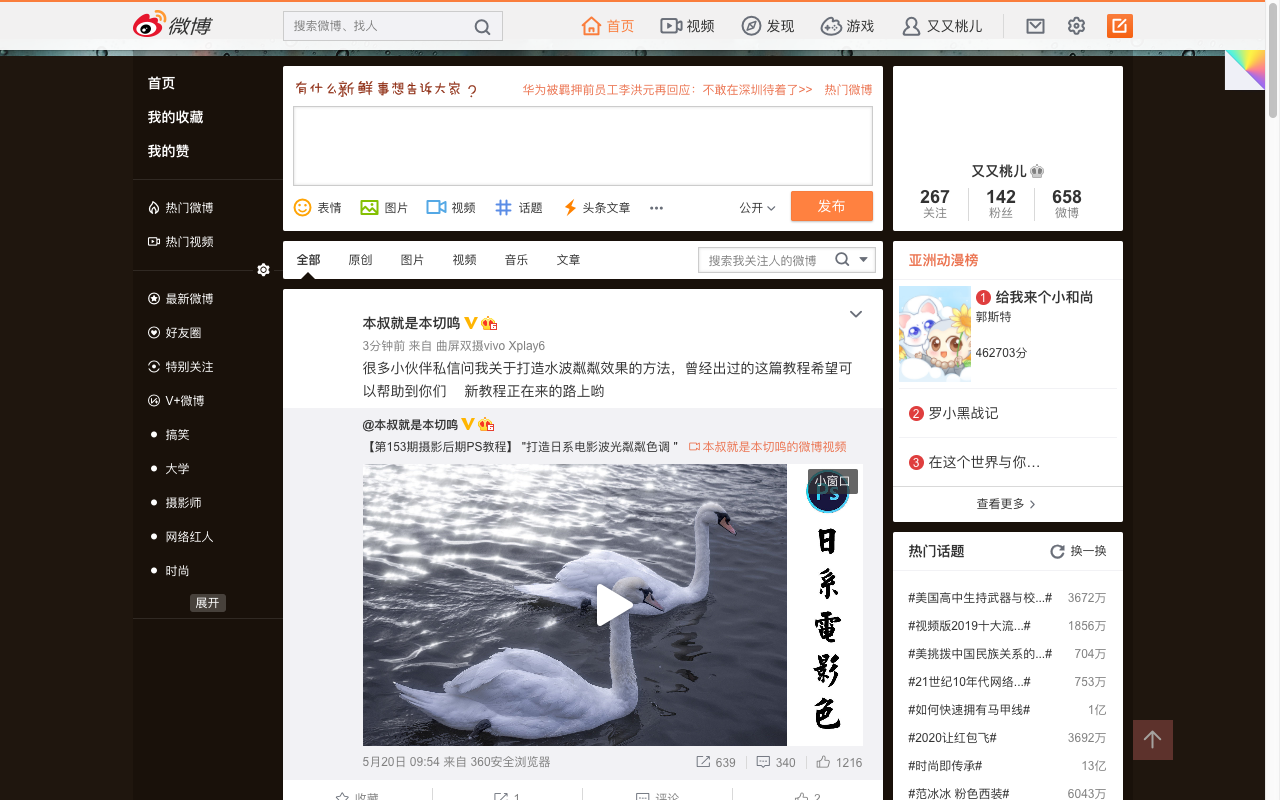 微博
搜索微博、找人
首页
视频
发现
游戏
又又桃儿
首页
我的收藏
我的赞
热门微博
热门视频
最新微博
好友圈
特别关注
V+微博
搞笑
大学
摄影师
网络红人
时尚
展开
有什么新鲜事想告诉大家?
华为被羁押前员工李洪元再回应：不敢在深圳待着了>>
热门微博
表情
图片
视频
话题
头条文章
公开
发布
全部
原创
图片
视频
音乐
文章
搜索我关注人的微博
本叔就是本切鸣
3分钟前 来自 曲屏双摄vivo Xplay6
很多小伙伴私信问我关于打造水波粼粼效果的方法，曾经出过的这篇教程希望可
以帮助到你们 新教程正在来的路上哟
@本叔就是本切鸣
【第153期摄影后期PS教程】 "打造日系电影波光粼粼色调 " 本叔就是本切鸣的微博视频
小窗口
Ps
日系電影色
5月20日 09:54 来自 360安全浏览器
639
340
1216
收藏
1
评论
2
又又桃儿
267 142 658
关注 粉丝 微博
亚洲动漫榜
1 给我来个小和尚
郭斯特
462703分
2 罗小黑战记
3 在这个世界与你...
查看更多
热门话题
换一换
#美国高中生持武器与校...# 3672万
#视频版2019十大流...# 1856万
#美挑拨中国民族关系的...# 704万
#21世纪10年代网络...# 753万
#如何快速拥有马甲线# 1亿
#2020让红包飞# 3692万
#时尚即传承# 13亿
#范冰冰 粉色西装# 6043万